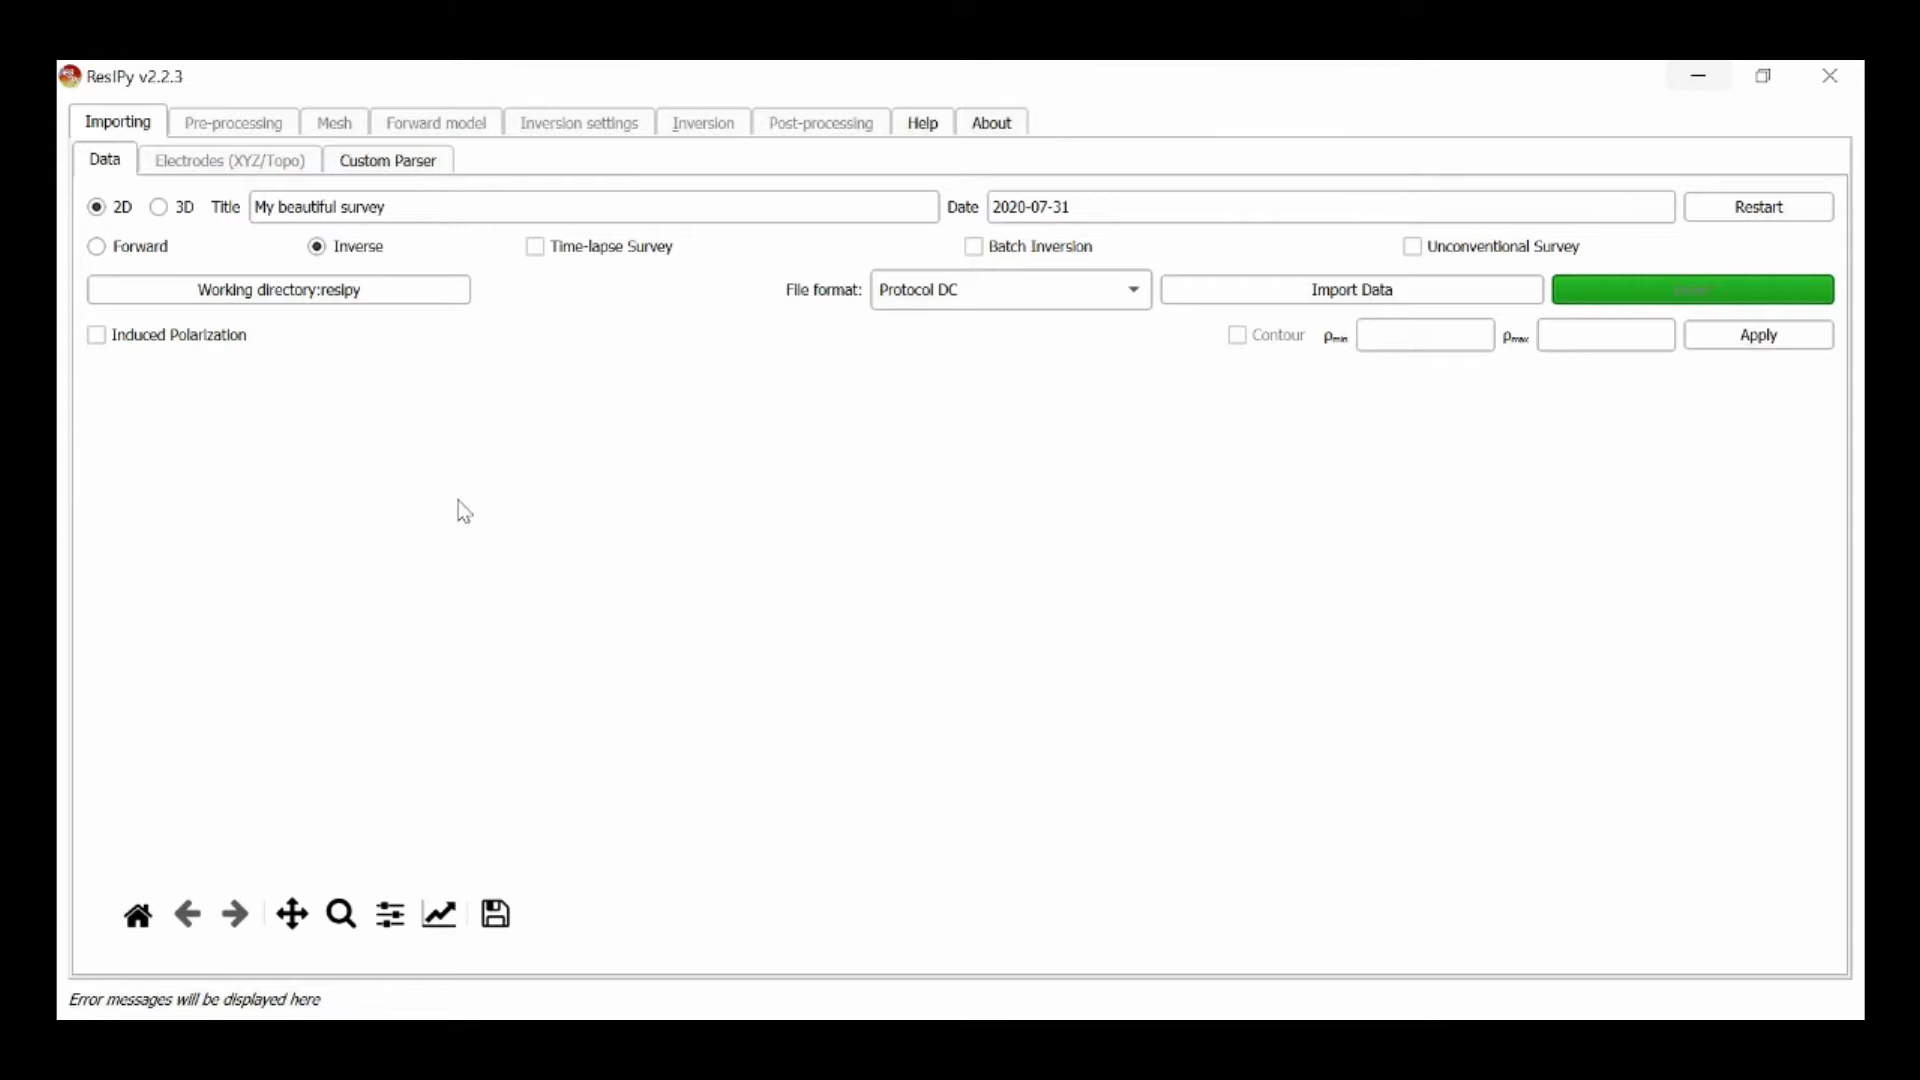 ResIPy v2.2.3
Importing Pre-processing Mesh Forward model Inversion settings Inversion Post-processing Help About
Data Electrodes (XYZ/Topo) Custom Parser
2D 3D Title My beautiful survey Date 2020-07-31 Restart
Forward Inverse Time-lapse Survey Batch Inversion Unconventional Survey
Working directory:resipy File format: Protocol DC Import Data
Induced Polarization Contour ρmin ρmax Apply
Error messages will be displayed here